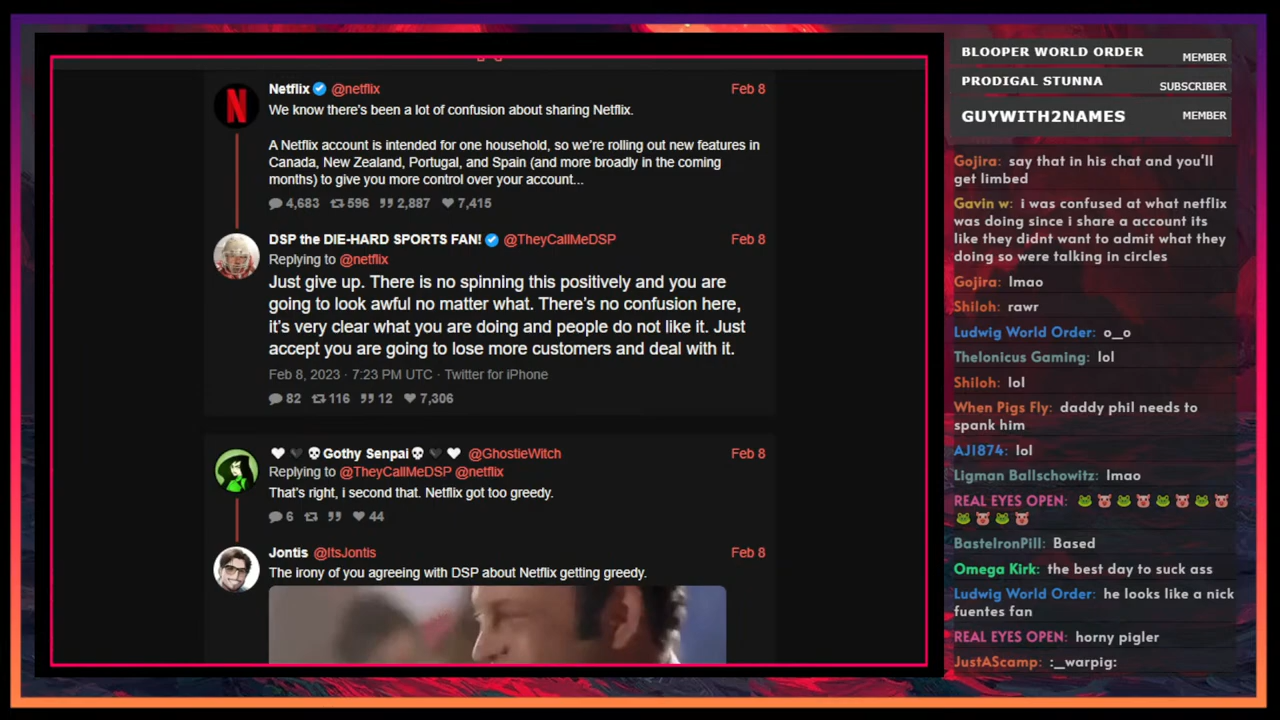 Netflix @netflix Feb 8
We know there's been a lot of confusion about sharing Netflix.
A Netflix account is intended for one household, so we're rolling out new features in
Canada, New Zealand, Portugal, and Spain (and more broadly in the coming
months) to give you more control over your account...
4,683 596 2,887 7,415
DSP the DIE-HARD SPORTS FAN! @TheyCallMeDSP Feb 8
Replying to @netflix
Just give up. There is no spinning this positively and you are
going to look awful no matter what. There's no confusion here,
it's very clear what you are doing and people do not like it. Just
accept you are going to lose more customers and deal with it.
Feb 8, 2023 · 7:23 PM UTC · Twitter for iPhone
82 116 12 7,306
🤍 🖤 💀Gothy Senpai💀 🖤 🤍 @GhostieWitch Feb 8
Replying to @TheyCallMeDSP @netflix
That's right, i second that. Netflix got too greedy.
6 44
Jontis @ItsJontis Feb 8
The irony of you agreeing with DSP about Netflix getting greedy.
BLOOPER WORLD ORDER MEMBER
PRODIGAL STUNNA SUBSCRIBER
GUYWITH2NAMES MEMBER
Gojira: say that in his chat and you'll
get limbed
Gavin w: i was confused at what netflix
was doing since i share a account its
like they didnt want to admit what they
doing so were talking in circles
Gojira: lmao
Shiloh: rawr
Ludwig World Order: o_o
Thelonicus Gaming: lol
Shiloh: lol
When Pigs Fly: daddy phil needs to
spank him
AJ1874: lol
Ligman Ballschowitz: lmao
REAL EYES OPEN: 🐸 🐷 🐸 🐷 🐸 🐷 🐸 🐷
🐸 🐷 🐸 🐷
BasteIronPill: Based
Omega Kirk: the best day to suck ass
Ludwig World Order: he looks like a nick
fuentes fan
REAL EYES OPEN: horny pigler
JustAScamp: :_warpig: